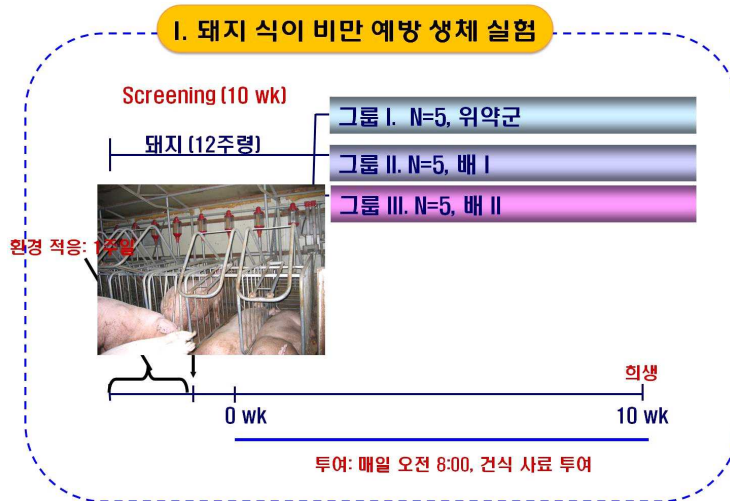 I. 돼지 식이 비만 예방 생체 실험
Screening (10 wk)
돼지 (12주령)
그룹 I. N=5, 위약군
그룹 II. N=5, 배 I
그룹 III. N=5, 배 II
환경 적응: 1주일
희생
0 wk
10 wk
투여: 매일 오전 8:00, 건식 사료 투여